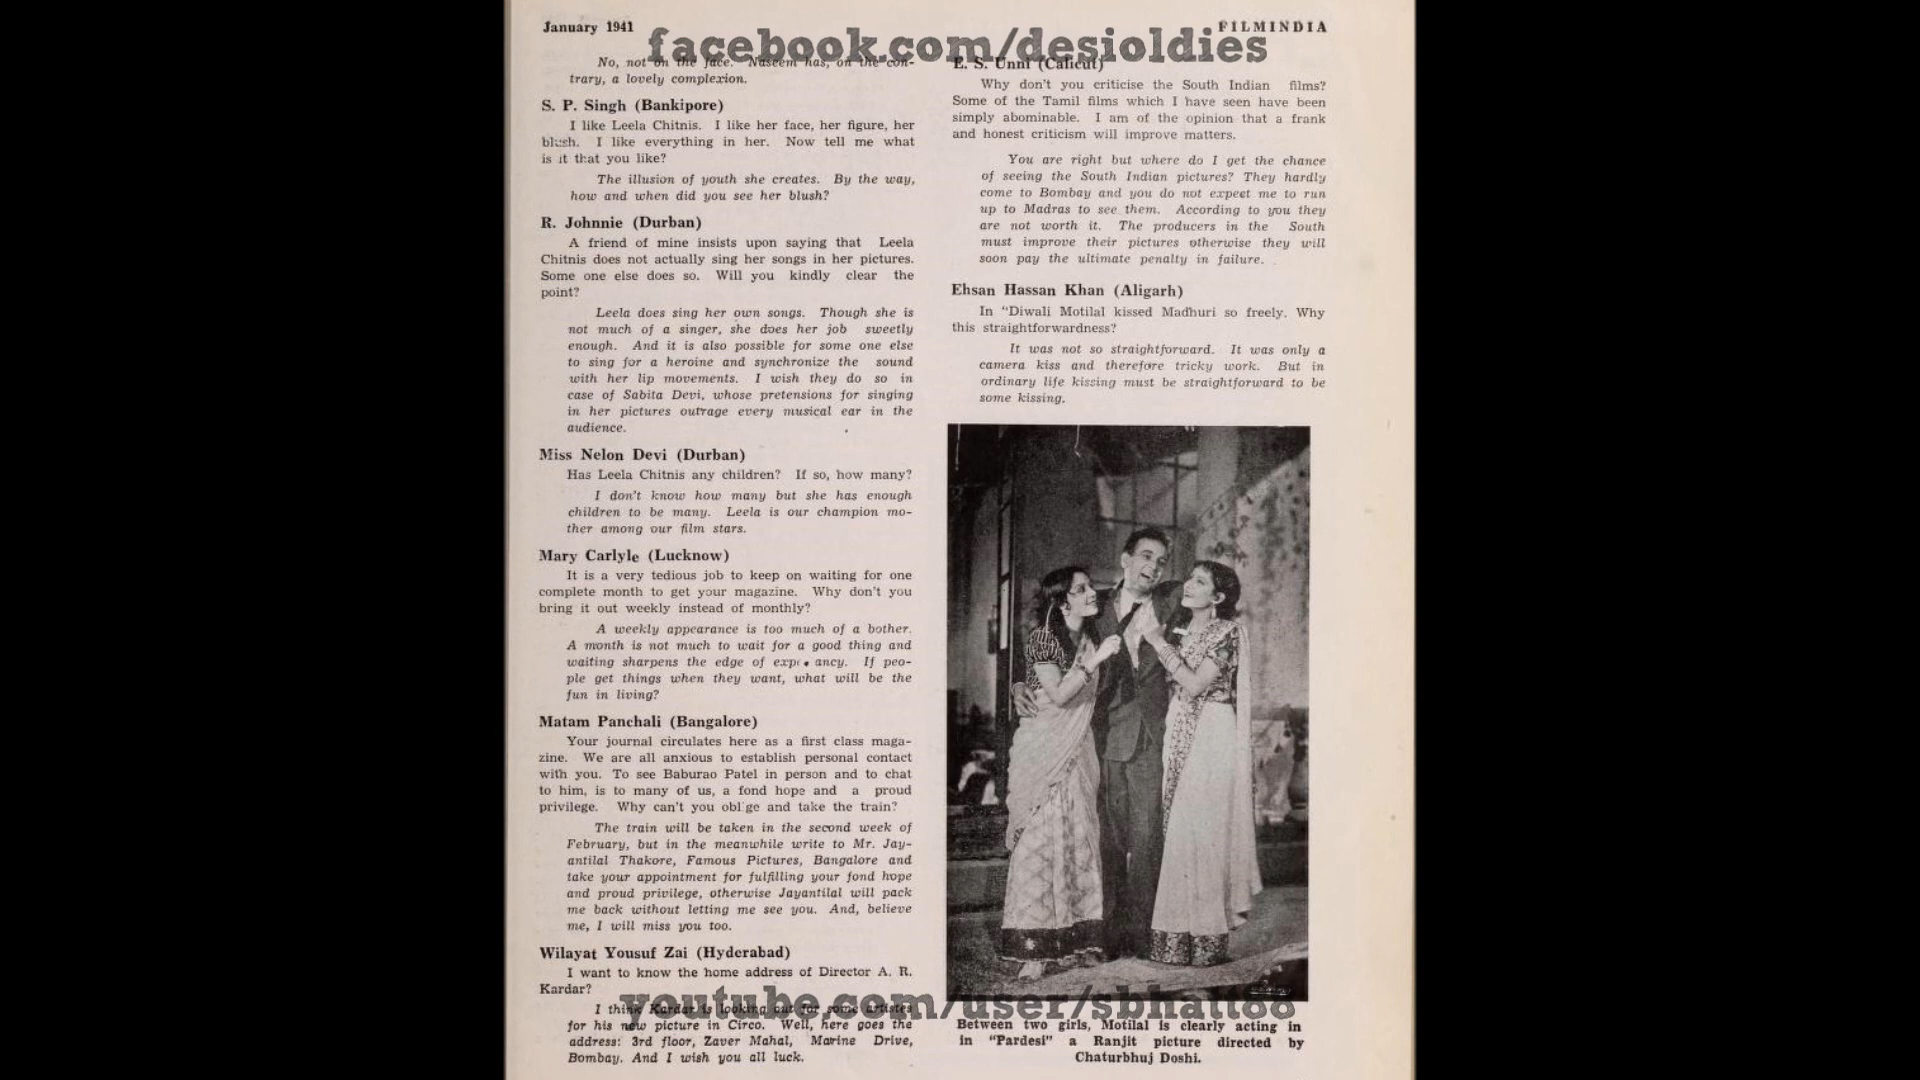 January 1941
FILMINDIA
facebook.com/desioldies
No, not on the face. Naseem has, on the con-
trary, a lovely complexion.
S. P. Singh (Bankipore)
I like Leela Chitnis. I like her face, her figure, her
blush. I like everything in her. Now tell me what
is it that you like?
The illusion of youth she creates. By the way,
how and when did you see her blush?
R. Johnnie (Durban)
A friend of mine insists upon saying that Leela
Chitnis does not actually sing her songs in her pictures.
Some one else does so. Will you kindly clear the
point?
Leela does sing her own songs. Though she is
not much of a singer, she does her job sweetly
enough. And it is also possible for some one else
to sing for a heroine and synchronize the sound
with her lip movements. I wish they do so in
case of Sabita Devi, whose pretensions for singing
in her pictures outrage every musical ear in the
audience.
Miss Nelon Devi (Durban)
Has Leela Chitnis any children? If so, how many?
I don't know how many but she has enough
children to be many. Leela is our champion mo-
ther among our film stars.
Mary Carlyle (Lucknow)
It is a very tedious job to keep on waiting for one
complete month to get your magazine. Why don't you
bring it out weekly instead of monthly?
A weekly appearance is too much of a bother.
A month is not much to wait for a good thing and
waiting sharpens the edge of ancy. If peo-
ple get things when they want, what will be the
fun in living?
Matam Panchali (Bangalore)
Your journal circulates here as a first class maga-
zine. We are all anxious to establish personal contact
with you. To see Baburao Patel in person and to chat
to him, is to many of us, a fond hope and a proud
privilege. Why can't you oblige and take the train?
The train will be taken in the second week of
February, but in the meanwhile write to Mr. Jay-
antilal Thakore, Famous Pictures, Bangalore and
take your appointment for fulfilling your fond hope
and proud privilege, otherwise Jayantilal will pack
me back without letting me see you. And, believe
me, I will miss you too.
Wilayat Yousuf Zai (Hyderabad)
I want to know the home address of Director A. R.
Kardar?
I think Kardar is looking out for some artistes
for his new picture in Circo. Well, here goes the
address: 3rd floor, Zaver Mahal, Marine Drive,
Bombay. And I wish you all luck.
E. S. Unni (Calicut)
Why don't you criticise the South Indian films?
Some of the Tamil films which I have seen have been
simply abominable. I am of the opinion that a frank
and honest criticism will improve matters.
You are right but where do I get the chance
of seeing the South Indian pictures? They hardly
come to Bombay and you do not expect me to run
up to Madras to see them. According to you they
are not worth it. The producers in the South
must improve their pictures otherwise they will
soon pay the ultimate penalty in failure.
Ehsan Hassan Khan (Aligarh)
In "Diwali Motilal kissed Madhuri so freely. Why
this straightforwardness?
It was not so straightforward. It was only a
camera kiss and therefore tricky work. But in
ordinary life kissing must be straightforward to be
some kissing.
youtube.com/user/sbhatt68
Between two girls, Motilal is clearly acting in
in "Pardesi" a Ranjit picture directed by
Chaturbhuj Doshi.